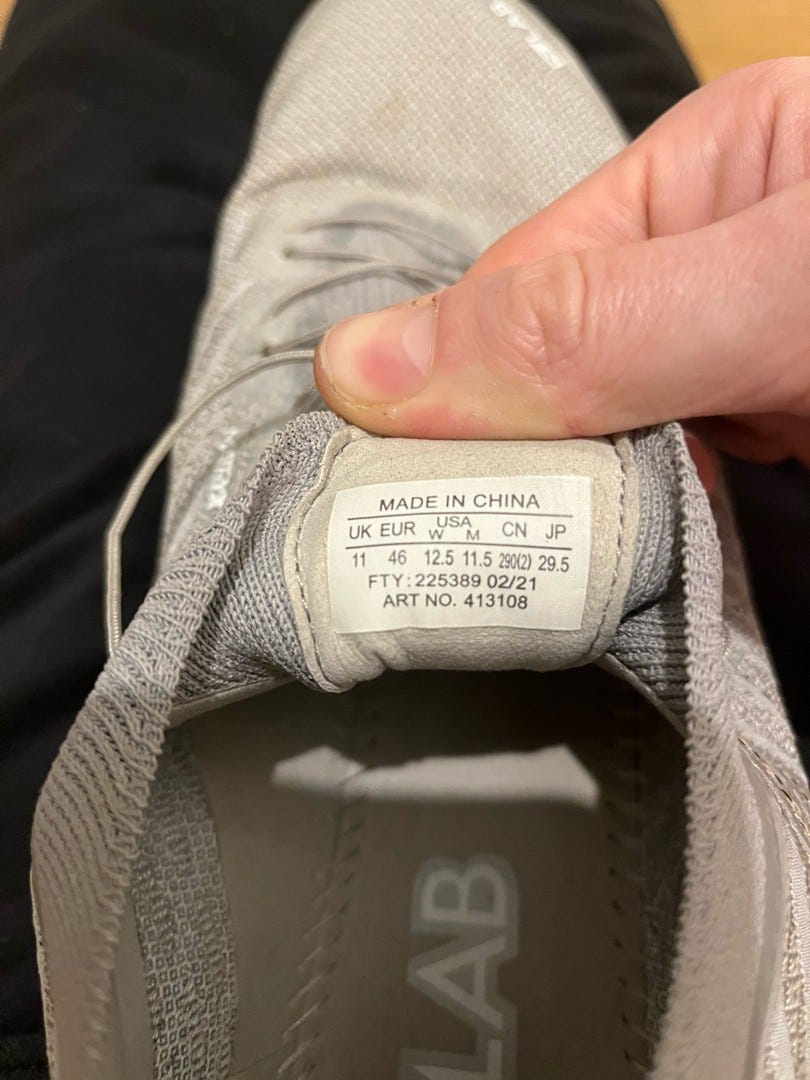 MADE IN CHINA
UK EUR USA W M CN JP
11 46 12.5 11.5 290(2) 29.5
FTY: 225389 02/21
ART NO. 413108
LAB